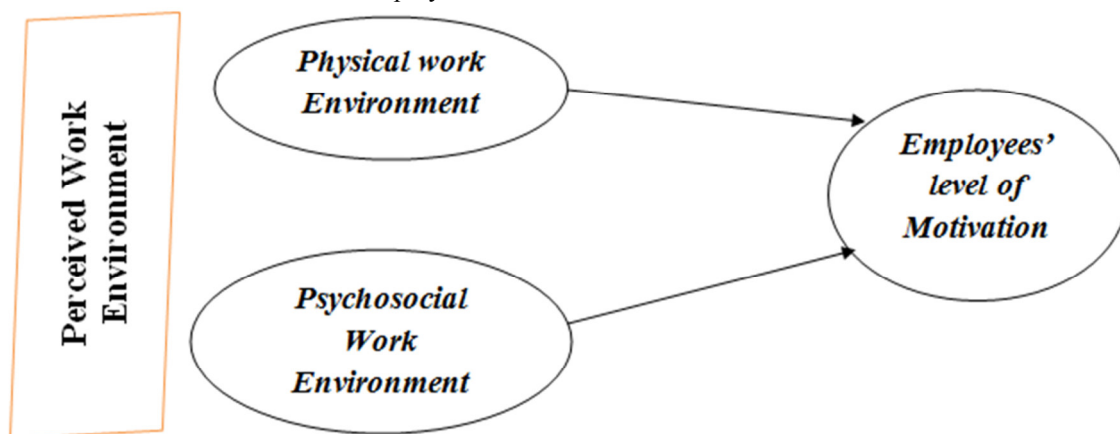 Perceived Work
Environment
Physical work
Environment
Psychosocial
Work
Environment
Employees’
level of
Motivation